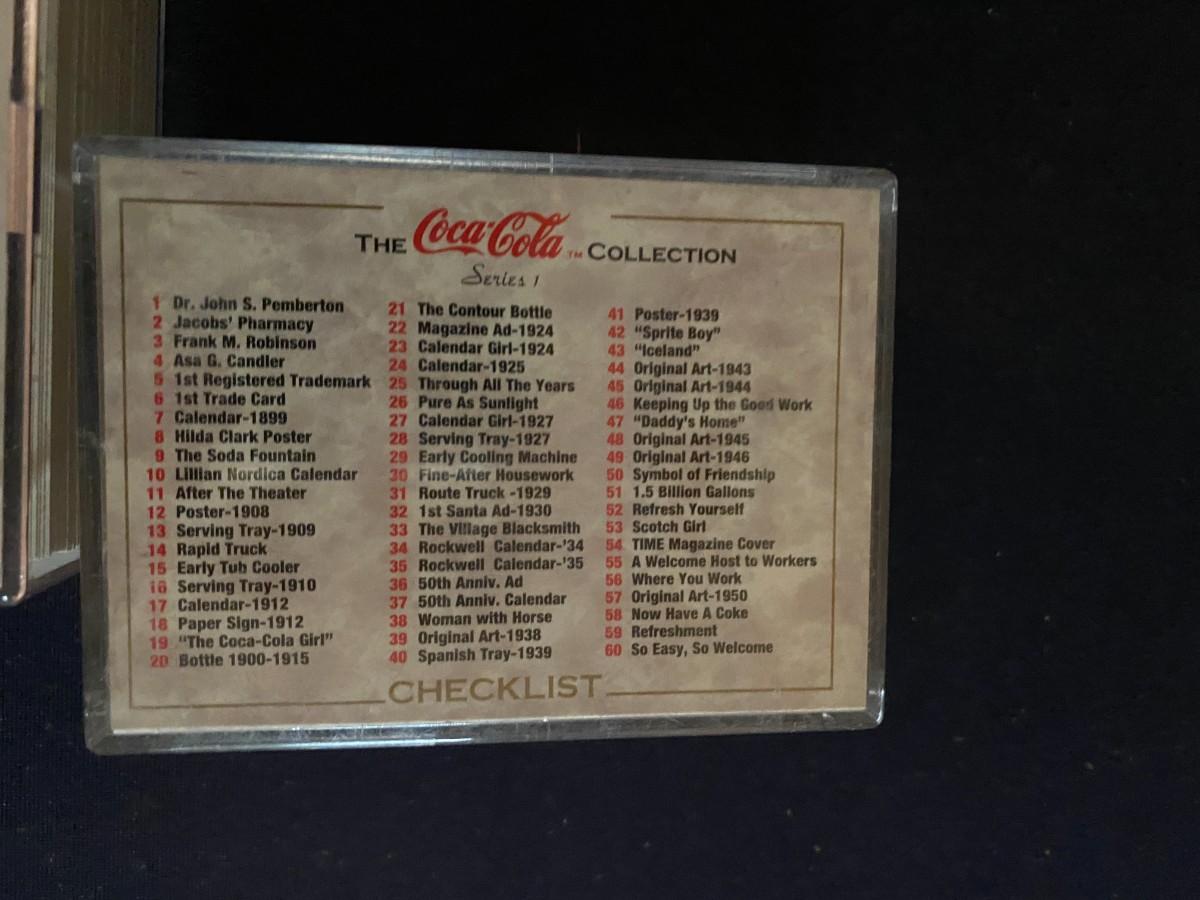 THE Coca-Cola™ COLLECTION
Series 1
1 Dr. John S. Pemberton
2 Jacobs' Pharmacy
3 Frank M. Robinson
4 Asa G. Candler
5 1st Registered Trademark
6 1st Trade Card
7 Calendar-1899
8 Hilda Clark Poster
9 The Soda Fountain
10 Lillian Nordica Calendar
11 After The Theater
12 Poster-1908
13 Serving Tray-1909
14 Rapid Truck
15 Early Tub Cooler
16 Serving Tray-1910
17 Calendar-1912
18 Paper Sign-1912
19 "The Coca-Cola Girl"
20 Bottle 1900-1915
21 The Contour Bottle
22 Magazine Ad-1924
23 Calendar Girl-1924
24 Calendar-1925
25 Through All The Years
26 Pure As Sunlight
27 Calendar Girl-1927
28 Serving Tray-1927
29 Early Cooling Machine
30 Fine-After Housework
31 Route Truck -1929
32 1st Santa Ad-1930
33 The Village Blacksmith
34 Rockwell Calendar-'34
35 Rockwell Calendar-'35
36 50th Anniv. Ad
37 50th Anniv. Calendar
38 Woman with Horse
39 Original Art-1938
40 Spanish Tray-1939
41 Poster-1939
42 "Sprite Boy"
43 "Iceland"
44 Original Art-1943
45 Original Art-1944
46 Keeping Up the Good Work
47 "Daddy's Home"
48 Original Art-1945
49 Original Art-1946
50 Symbol of Friendship
51 1.5 Billion Gallons
52 Refresh Yourself
53 Scotch Girl
54 TIME Magazine Cover
55 A Welcome Host to Workers
56 Where You Work
57 Original Art-1950
58 Now Have A Coke
59 Refreshment
60 So Easy, So Welcome
CHECKLIST